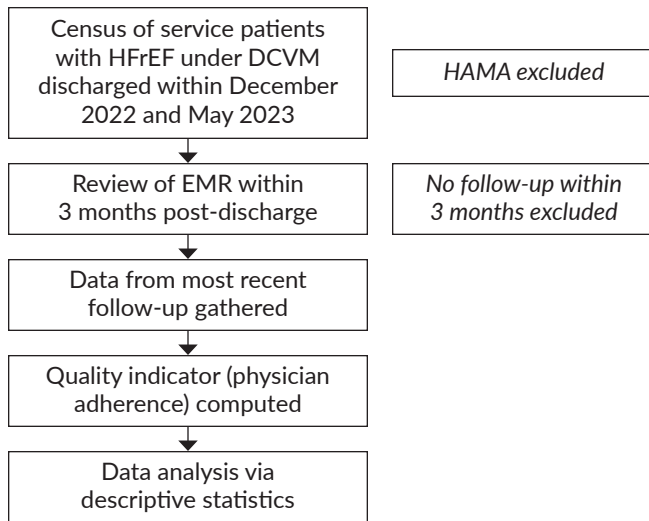 Census of service patients
with HFrEF under DCVM
discharged within December
2022 and May 2023
HAMA excluded
Review of EMR within
3 months post-discharge
No follow-up within
3 months excluded
Data from most recent
follow-up gathered
Quality indicator (physician
adherence) computed
Data analysis via
descriptive statistics